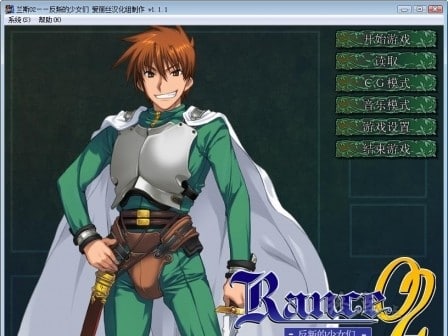 兰斯02——反叛的少女们 爱丽丝汉化组制作 v1.1.1
系统(S) 帮助(H)
开始游戏
读取
CG模式
音乐模式
游戏设置
结束游戏
Rance 02
- 反叛的少女们 -